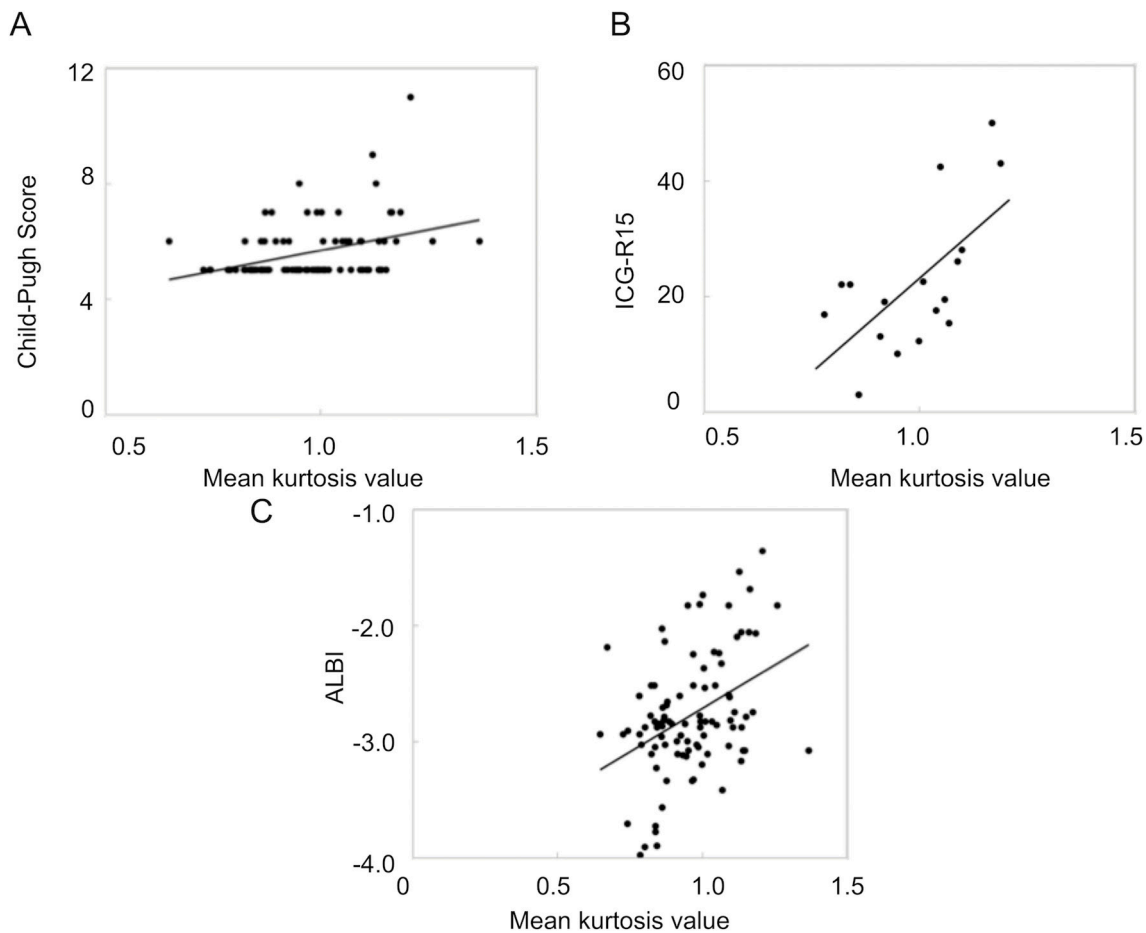 A
12
8
4
0
Child-Pugh Score
0.5 1.0 1.5
Mean kurtosis value
B
60
40
20
0
ICG-R15
0.5 1.0 1.5
Mean kurtosis value
C
-1.0
-2.0
-3.0
-4.0
ALBI
0 0.5 1.0 1.5
Mean kurtosis value